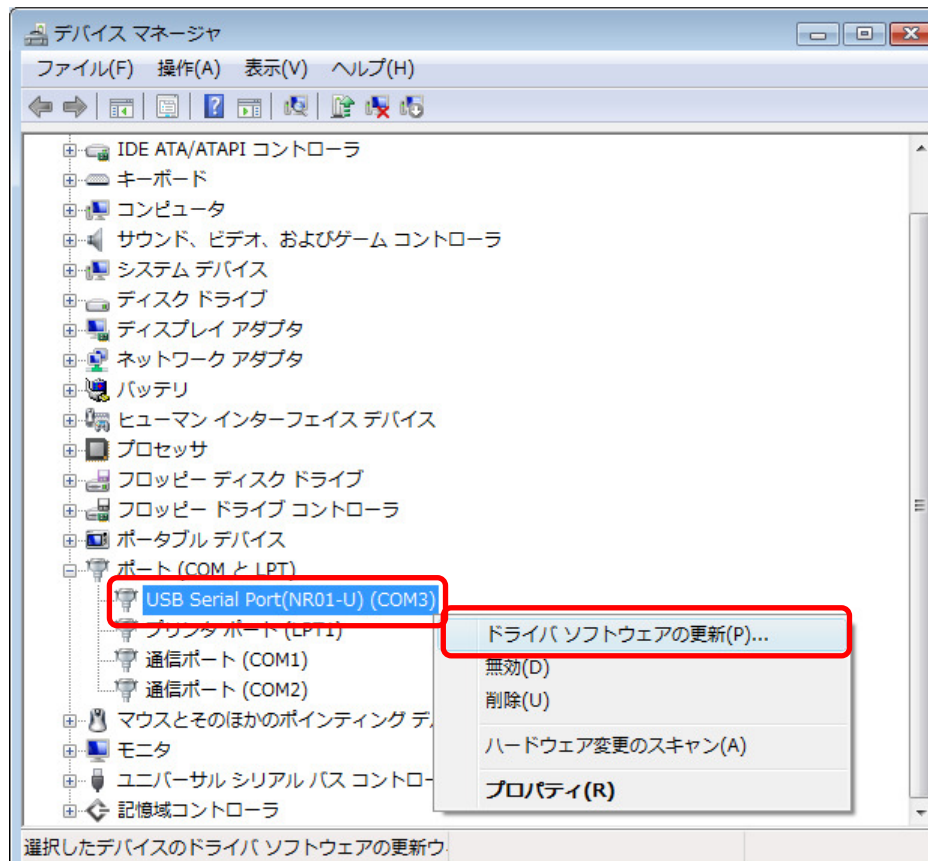 デバイス マネージャ
ファイル(F) 操作(A) 表示(V) ヘルプ(H)
IDE ATA/ATAPI コントローラ
キーボード
コンピュータ
サウンド、ビデオ、およびゲーム コントローラ
システム デバイス
ディスク ドライブ
ディスプレイ アダプタ
ネットワーク アダプタ
バッテリ
ヒューマン インターフェイス デバイス
プロセッサ
フロッピー ディスク ドライブ
フロッピー ドライブ コントローラ
ポータブル デバイス
ポート (COM と LPT)
USB Serial Port(NR01-U) (COM3)
プリンタ ポート (LPT1)
通信ポート (COM1)
通信ポート (COM2)
マウスとそのほかのポインティング デ
モニタ
ユニバーサル シリアル バス コントロー
記憶域コントローラ
ドライバ ソフトウェアの更新(P)...
無効(D)
削除(U)
ハードウェア変更のスキャン(A)
プロパティ(R)
選択したデバイスのドライバ ソフトウェアの更新ウ